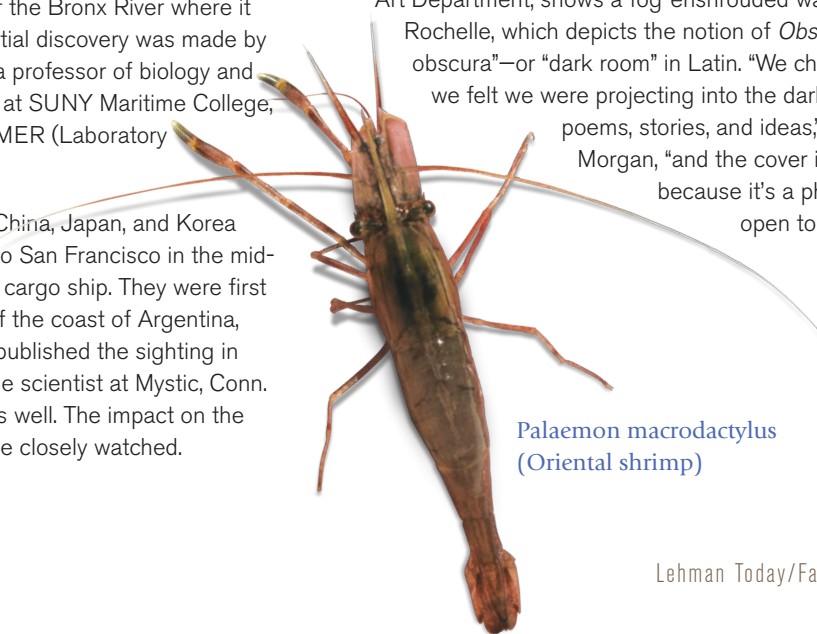 f the Bronx River where it
tial discovery was made by
a professor of biology and
at SUNY Maritime College,
MER (Laboratory
China, Japan, and Korea
o San Francisco in the mid-
cargo ship. They were first
f the coast of Argentina,
published the sighting in
e scientist at Mystic, Conn.
s well. The impact on the
e closely watched.
Art Department, shows a fog-enshrouded wa
Rochelle, which depicts the notion of Obs
obscura”—or “dark room” in Latin. “We ch
we felt we were projecting into the dar
poems, stories, and ideas,”
Morgan, “and the cover i
because it’s a ph
open to
Palaemon macrodactylus
(Oriental shrimp)
Lehman Today/Fa